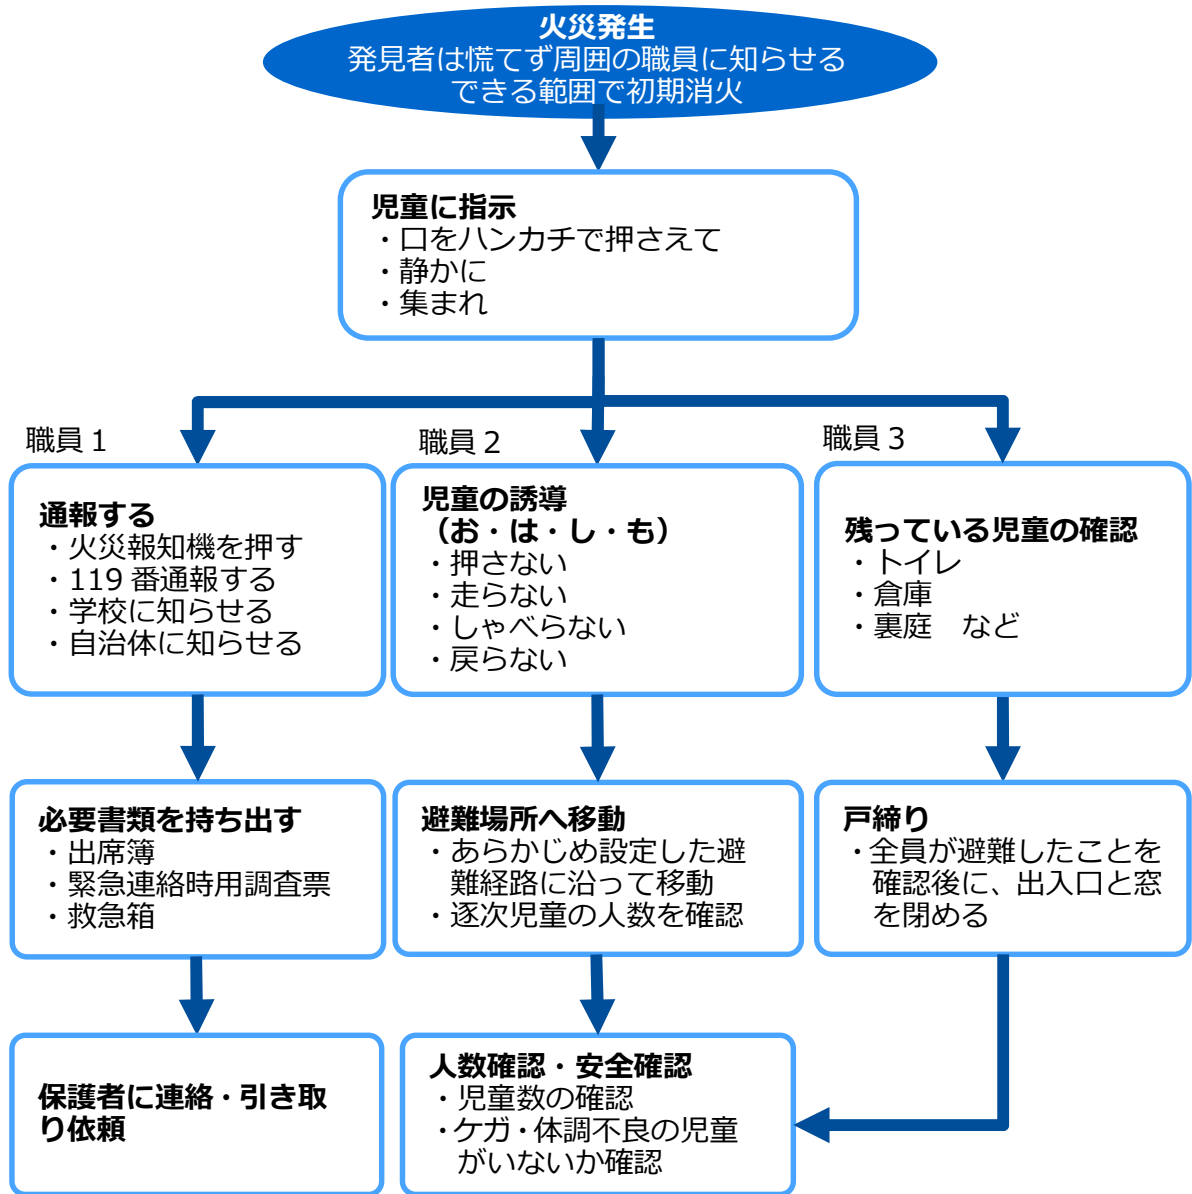 火災発生
発見者は慌てず周囲の職員に知らせる
できる範囲で初期消火
児童に指示
・口をハンカチで押さえて
・静かに
・集まれ
職員１
通報する
・火災報知機を押す
・119 番通報する
・学校に知らせる
・自治体に知らせる
職員２
児童の誘導
（お・は・し・も）
・押さない
・走らない
・しゃべらない
・戻らない
職員３
残っている児童の確認
・トイレ
・倉庫
・裏庭　など
必要書類を持ち出す
・出席簿
・緊急連絡時用調査票
・救急箱
避難場所へ移動
・あらかじめ設定した避
難経路に沿って移動
・逐次児童の人数を確認
戸締り
・全員が避難したことを
確認後に、出入口と窓
を閉める
保護者に連絡・引き取
り依頼
人数確認・安全確認
・児童数の確認
・ケガ・体調不良の児童
がいないか確認